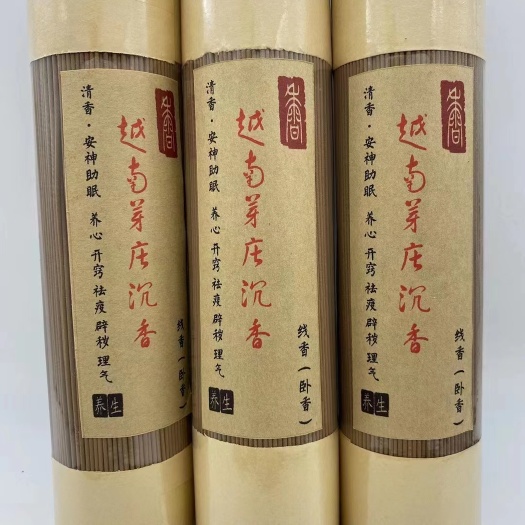 香
越南芽庄沉香
线香（卧香）
清香·安神助眠 养心 开窍 祛疫 辟秽 理气
养生
香
越南芽庄沉香
线香（卧香）
清香·安神助眠 养心 开窍 祛疫 辟秽 理气
养生
香
越南芽庄沉香
线香（卧香）
清香·安神助眠 养心 开窍 祛疫 辟秽 理气
养生